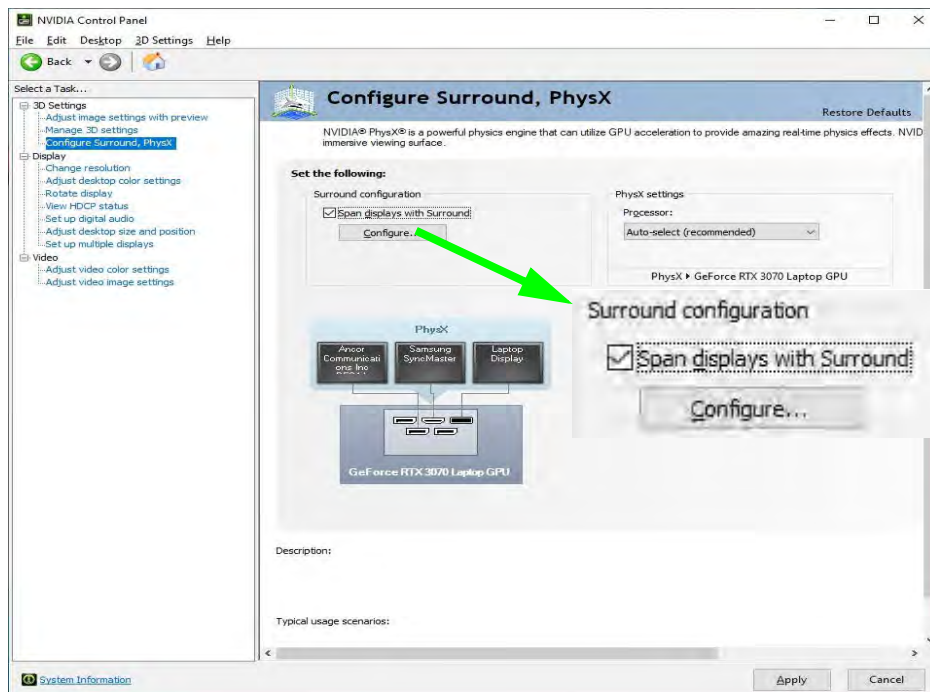 NVIDIA Control Panel
File Edit Desktop 3D Settings Help
Back
Select a Task...
3D Settings
Adjust image settings with preview
Manage 3D settings
Configure Surround, PhysX
Display
Change resolution
Adjust desktop color settings
Rotate display
View HDCP status
Set up digital audio
Adjust desktop size and position
Set up multiple displays
Video
Adjust video color settings
Adjust video image settings
System Information
Configure Surround, PhysX
Restore Defaults
NVIDIA® PhysX® is a powerful physics engine that can utilize GPU acceleration to provide amazing real-time physics effects. NVID
immersive viewing surface.
Set the following:
Surround configuration
Span displays with Surround
Configure...
PhysX settings
Processor:
Auto-select (recommended)
PhysX ▸ GeForce RTX 3070 Laptop GPU
Surround configuration
Span displays with Surround
Configure...
PhysX
Ancor
Communicati
ons Inc
Samsung
SyncMaster
Laptop
Display
GeForce RTX 3070 Laptop GPU
Description:
Typical usage scenarios:
Apply
Cancel